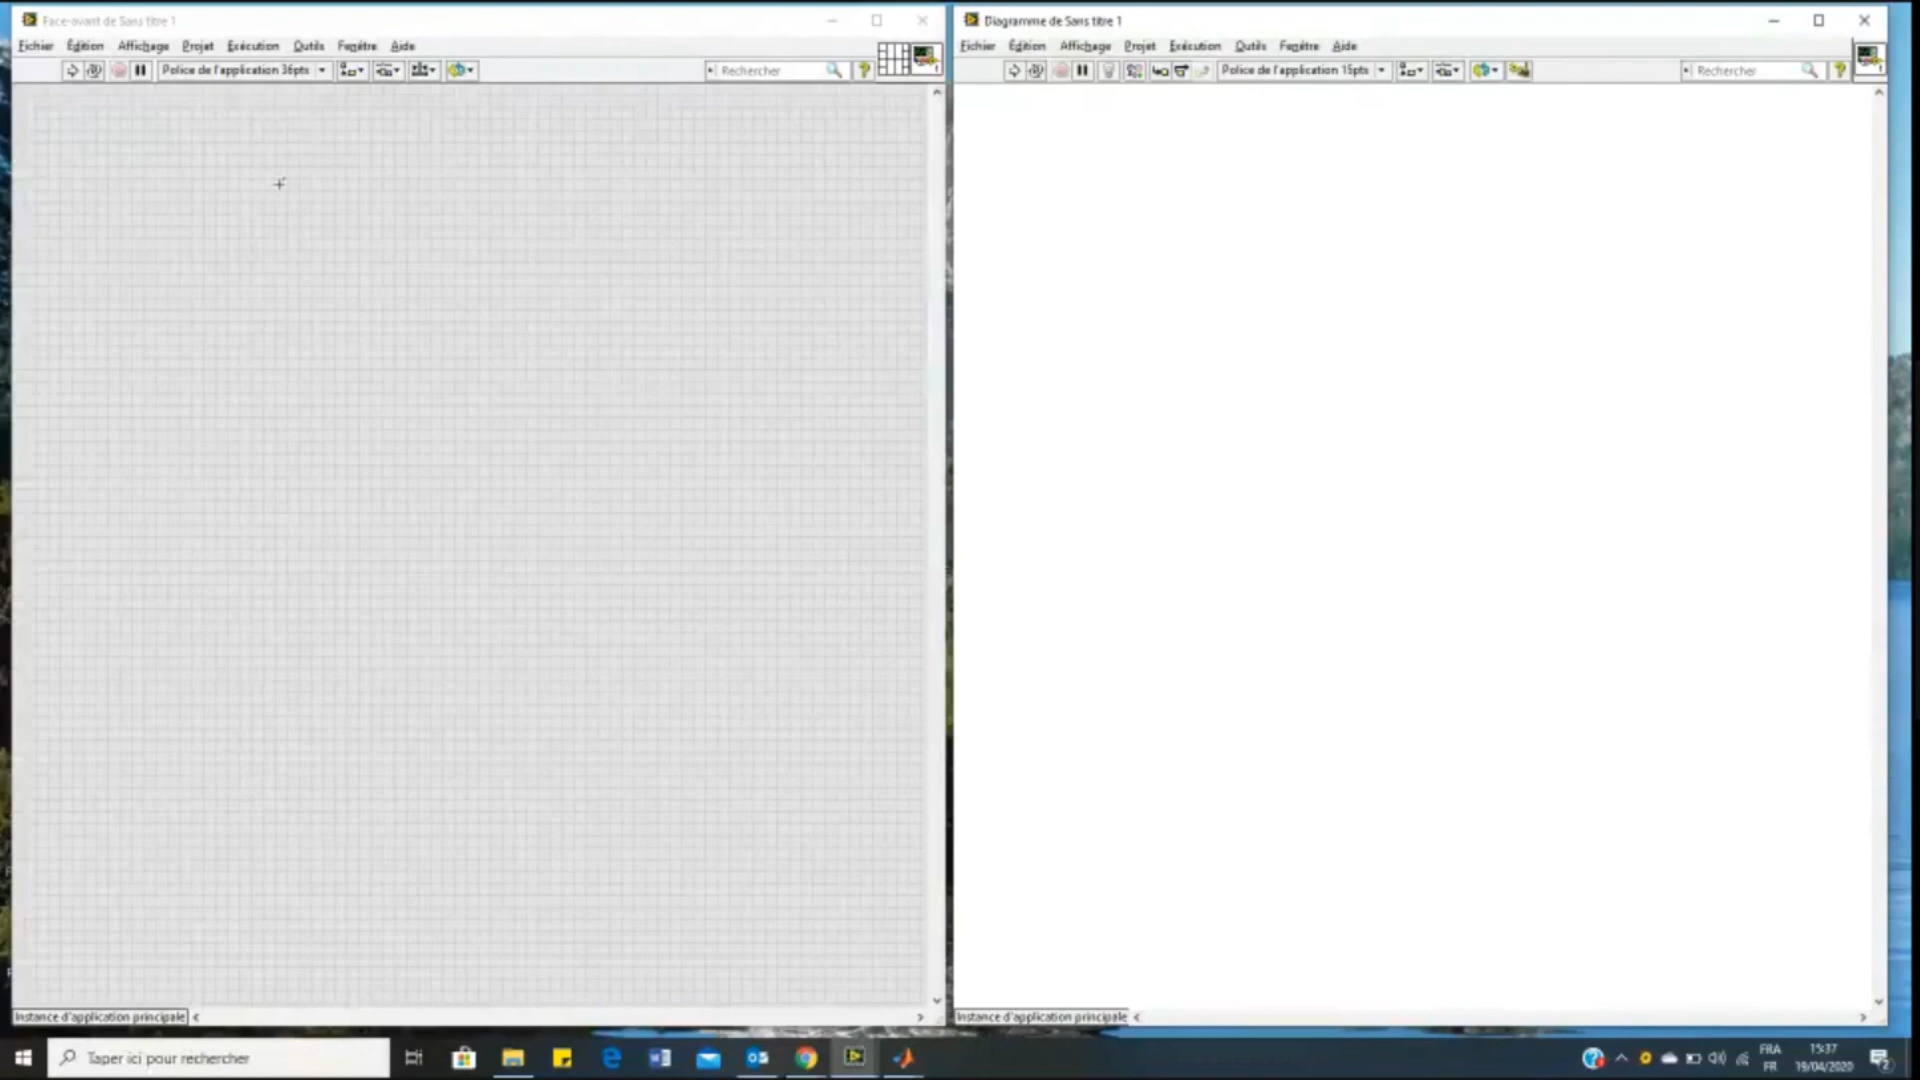 Face-avant de Sans titre 1
Fichier Édition Affichage Projet Exécution Outils Fenêtre Aide
Police de l'application 36pts
Rechercher
Instance d'application principale
Diagramme de Sans titre 1
Fichier Édition Affichage Projet Exécution Outils Fenêtre Aide
Police de l'application 15pts
Rechercher
Instance d'application principale
Taper ici pour rechercher
FRA
FR
15:37
19/04/2020
2